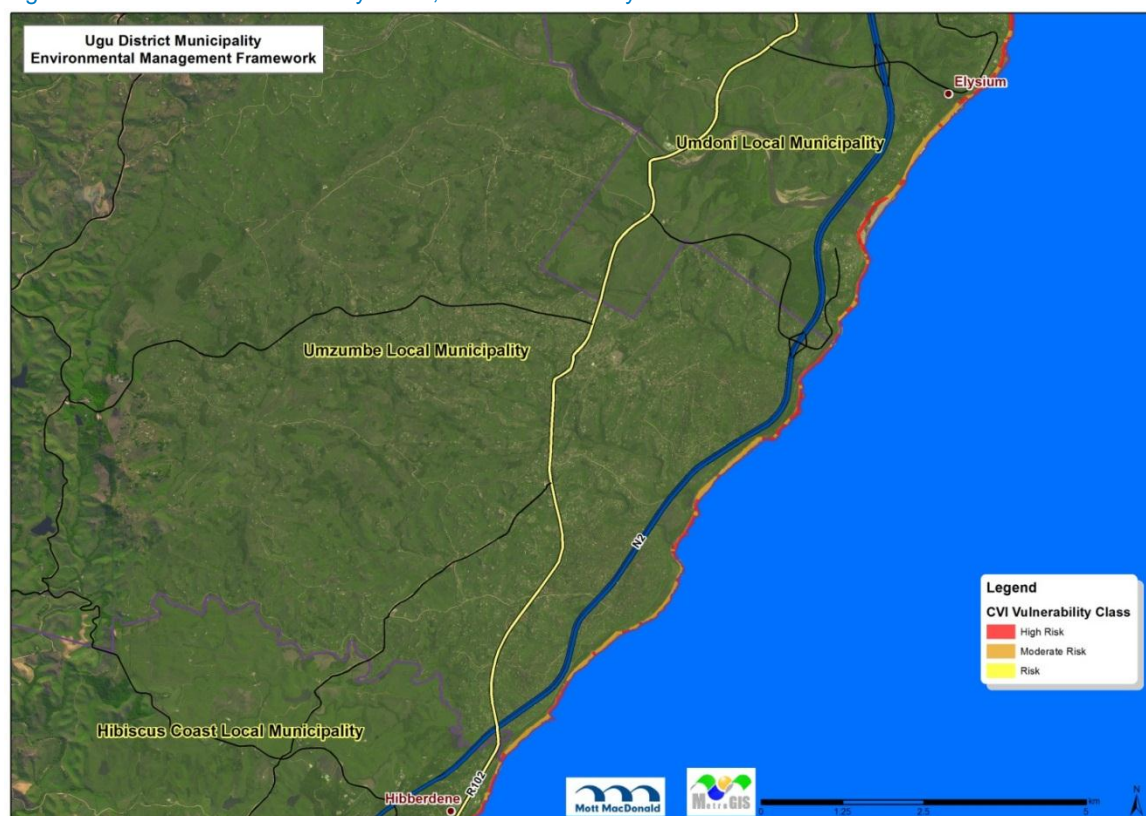 Ugu District Municipality
Environmental Management Framework
Elysium
Umdoni Local Municipality
Umzumbe Local Municipality
N2
Legend
CVI Vulnerability Class
High Risk
Moderate Risk
Risk
Hibiscus Coast Local Municipality
R102
Hibberdene
Mott MacDonald
MetroGIS
km
0 1.25 2.5 5
N